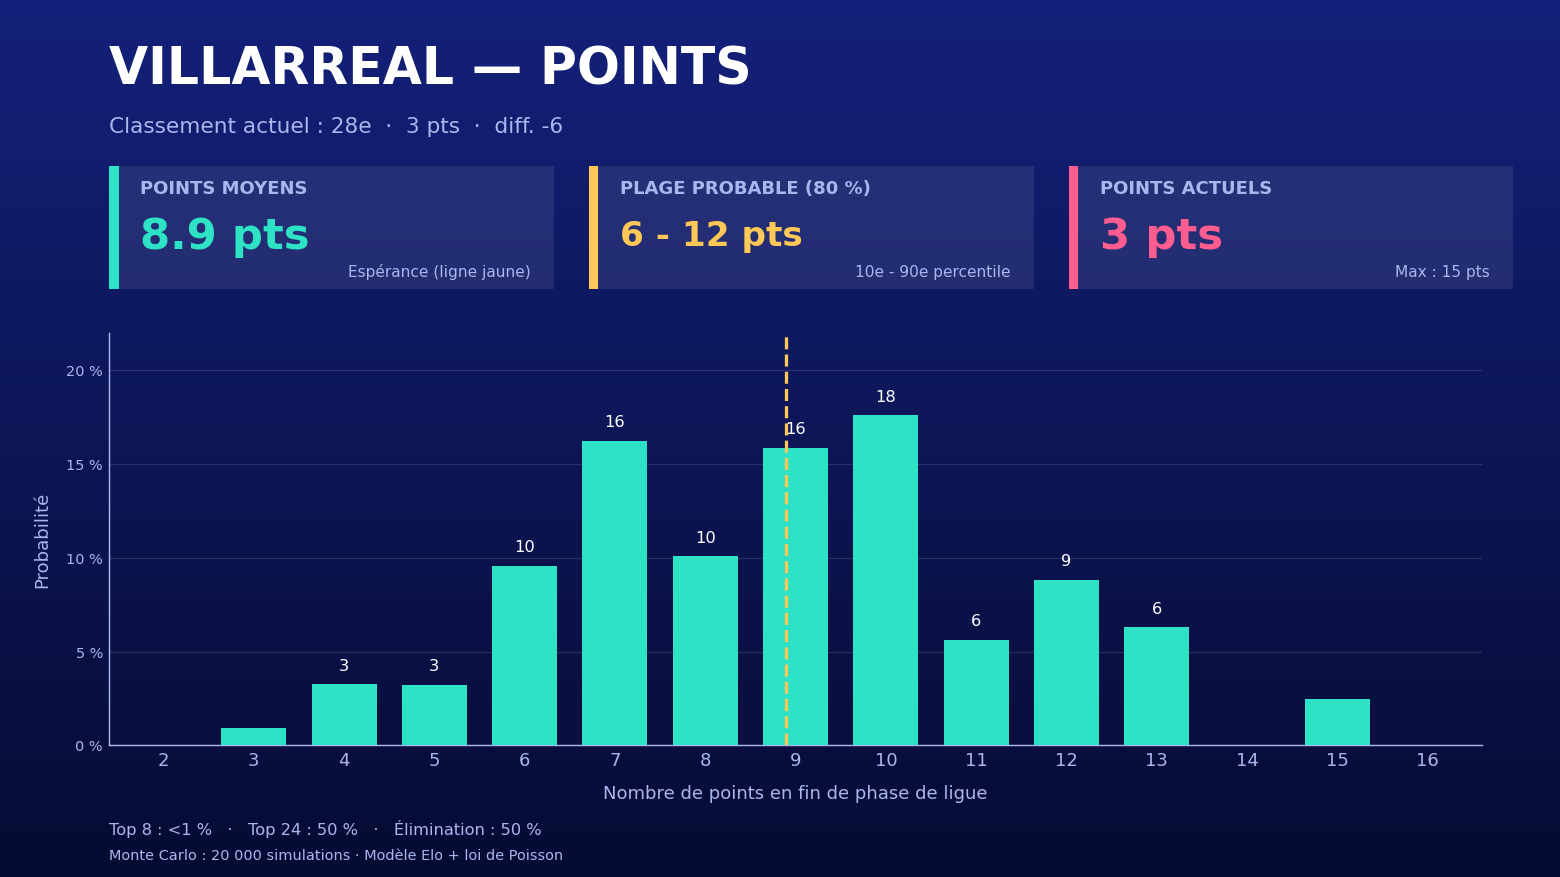 VILLARREAL — POINTS
Classement actuel : 28e · 3 pts · diff. -6
POINTS MOYENS
8.9 pts
Espérance (ligne jaune)
PLAGE PROBABLE (80 %)
6 - 12 pts
10e - 90e percentile
POINTS ACTUELS
3 pts
Max : 15 pts
Probabilité
20 %
15 %
10 %
5 %
0 %
3
3
10
16
10
16
18
6
9
6
2 3 4 5 6 7 8 9 10 11 12 13 14 15 16
Nombre de points en fin de phase de ligue
Top 8 : <1 % · Top 24 : 50 % · Élimination : 50 %
Monte Carlo : 20 000 simulations · Modèle Elo + loi de Poisson